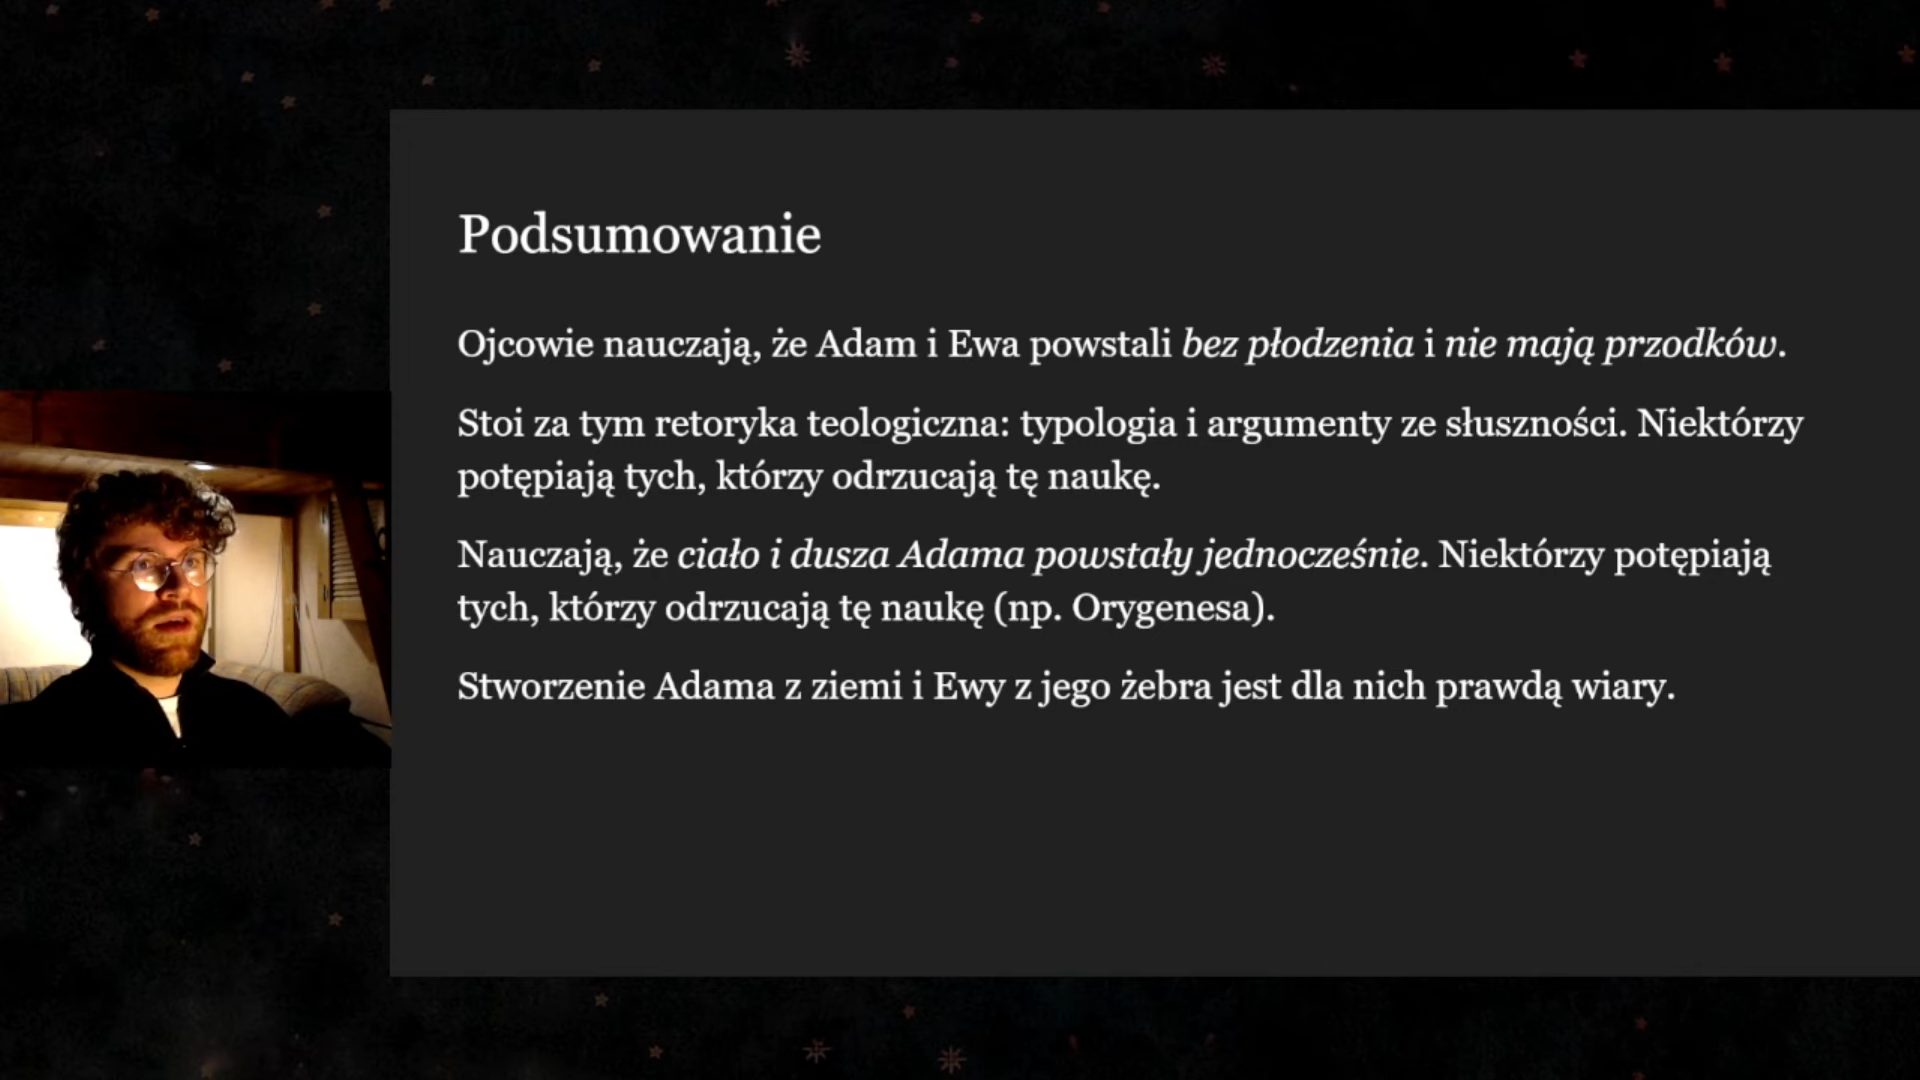 Podsumowanie
Ojcowie nauczają, że Adam i Ewa powstali bez płodzenia i nie mają przodków.
Stoi za tym retoryka teologiczna: typologia i argumenty ze słuszności. Niektórzy
potępiają tych, którzy odrzucają tę naukę.
Nauczają, że ciało i dusza Adama powstały jednocześnie. Niektórzy potępiają
tych, którzy odrzucają tę naukę (np. Orygenesa).
Stworzenie Adama z ziemi i Ewy z jego żebra jest dla nich prawdą wiary.